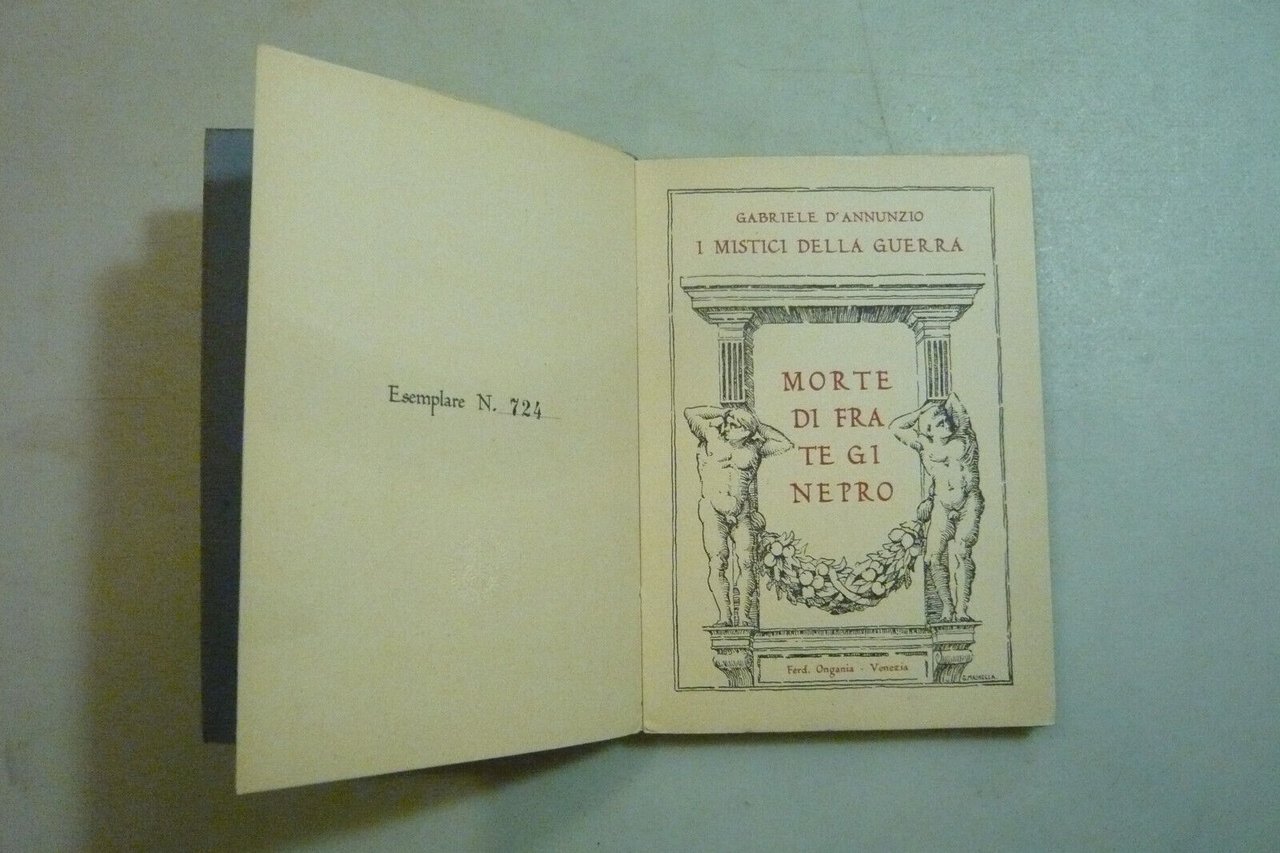 Esemplare N. 724
GABRIELE D'ANNUNZIO
I MISTICI DELLA GUERRA
MORTE
DI FRA
TE GI
NEPRO
Ferd. Ongania - Venezia